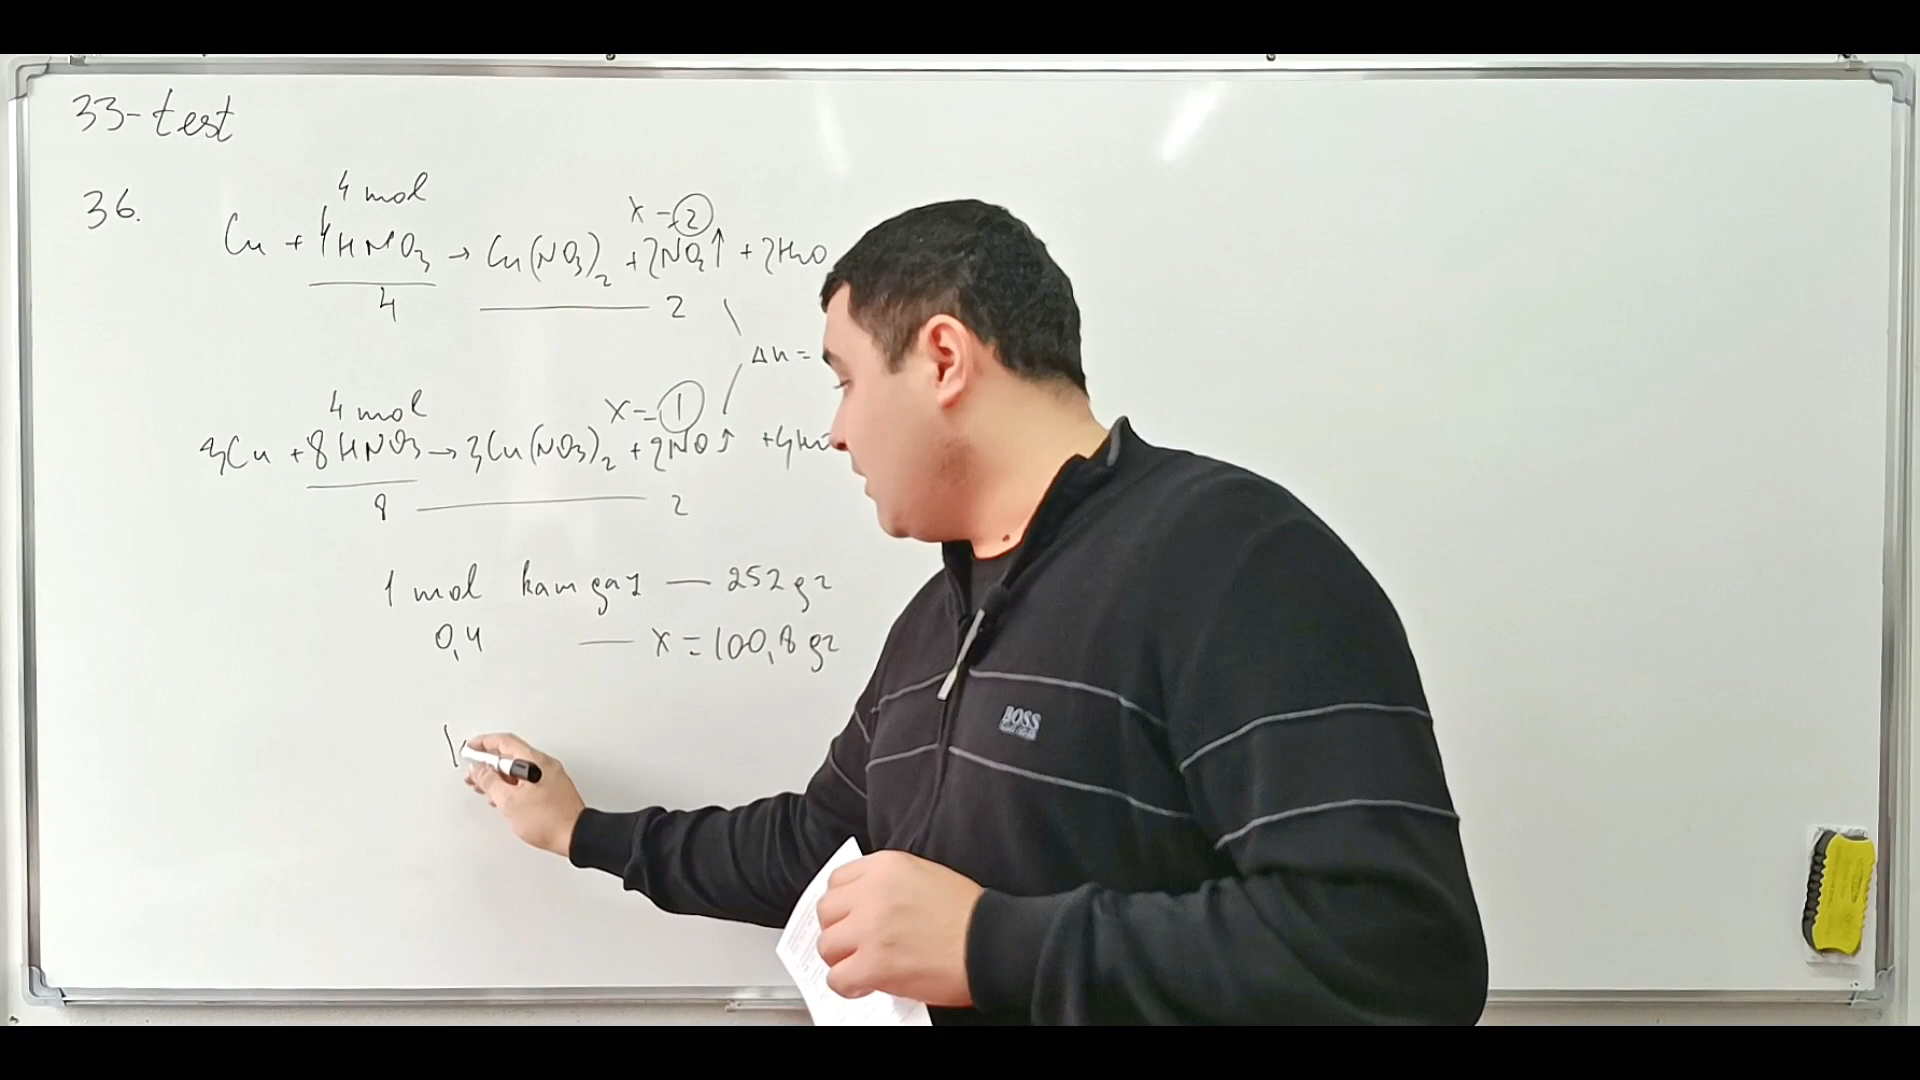 33-test
36.
4 mol
x-2
Cu + 4HNO3 → Cu(NO3)2 + 2NO2↑ + 2H2O
4 2
Δn =
4 mol
x=1
3Cu + 8HNO3 → 3Cu(NO3)2 + 2NO↑ + 4H2O
8 2
1 mol kam gaz — 252 gr
0,4 — x = 100,8 gr
BOSS